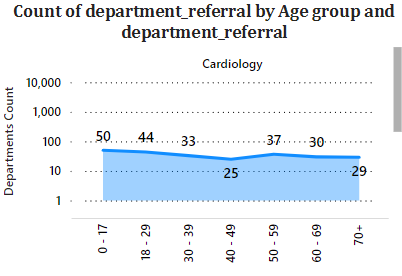 Count of department_referral by Age group and
department_referral
Cardiology
Departments Count
10,000
1,000
100
10
1
50
44
33
25
37
30
29
0 - 17
18 - 29
30 - 39
40 - 49
50 - 59
60 - 69
70+